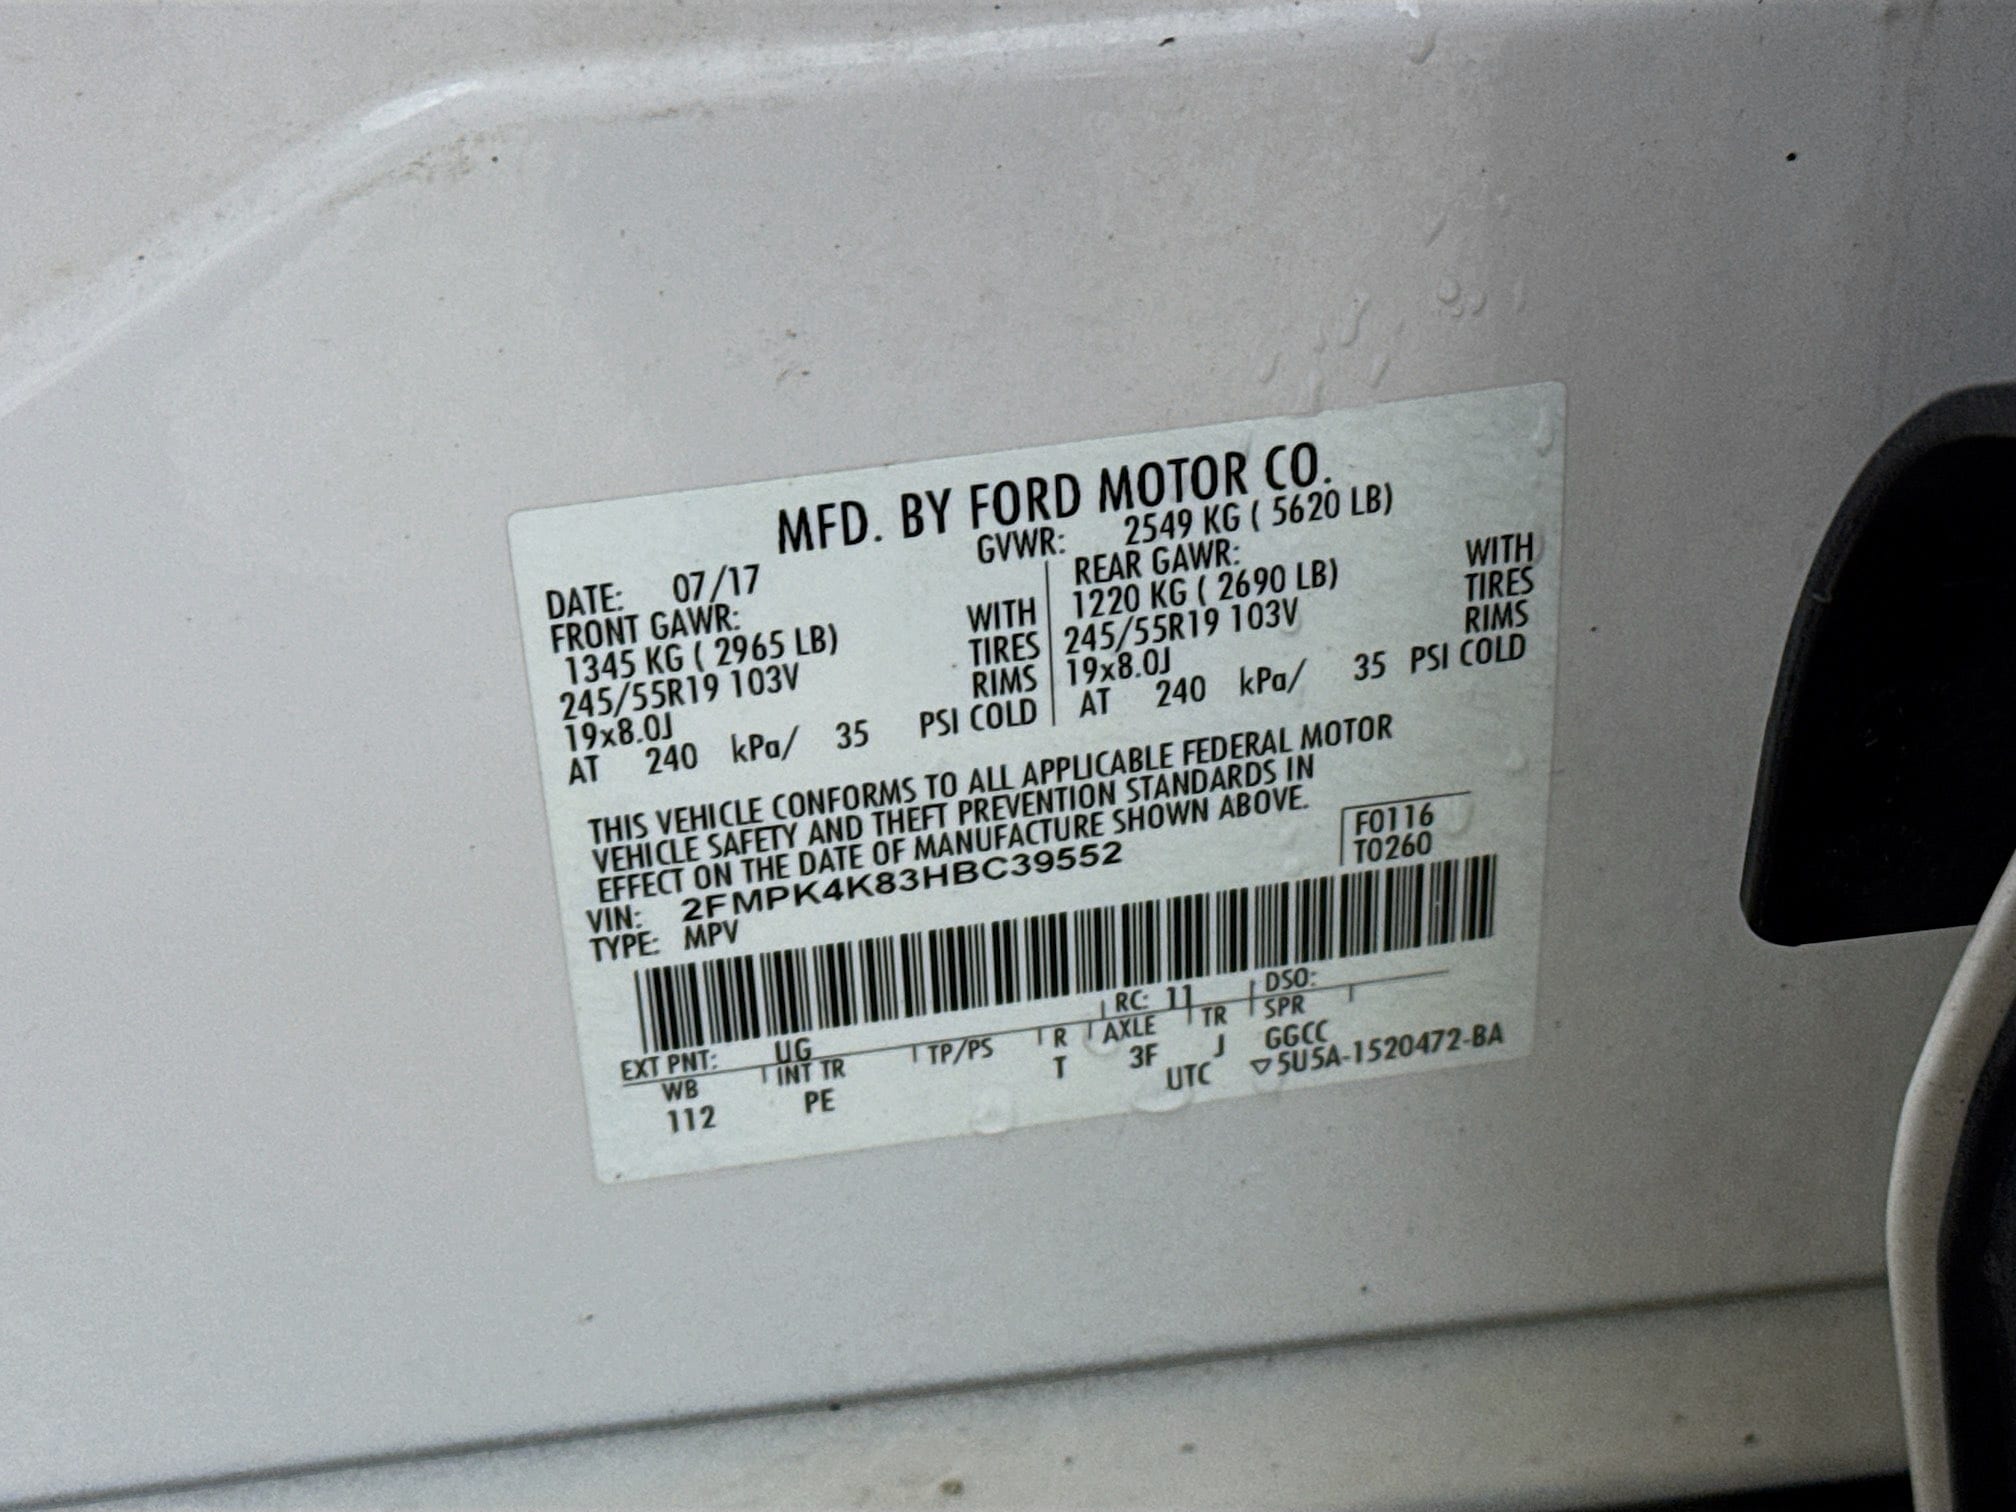 MFD. BY FORD MOTOR CO.
DATE: 07/17 GVWR: 2549 KG ( 5620 LB)
FRONT GAWR: REAR GAWR:
1345 KG ( 2965 LB) WITH 1220 KG ( 2690 LB) WITH
245/55R19 103V TIRES 245/55R19 103V TIRES
19x8.0J RIMS 19x8.0J RIMS
AT 240 kPa/ 35 PSI COLD AT 240 kPa/ 35 PSI COLD
THIS VEHICLE CONFORMS TO ALL APPLICABLE FEDERAL MOTOR
VEHICLE SAFETY AND THEFT PREVENTION STANDARDS IN
EFFECT ON THE DATE OF MANUFACTURE SHOWN ABOVE.
VIN: 2FMPK4K83HBC39552 F0116
TYPE: MPV T0260
EXT PNT: UG RC: 11 DSO:
WB INT TR TP/PS R AXLE TR SPR
112 PE T 3F J GGCC
UTC ▽5U5A-1520472-BA